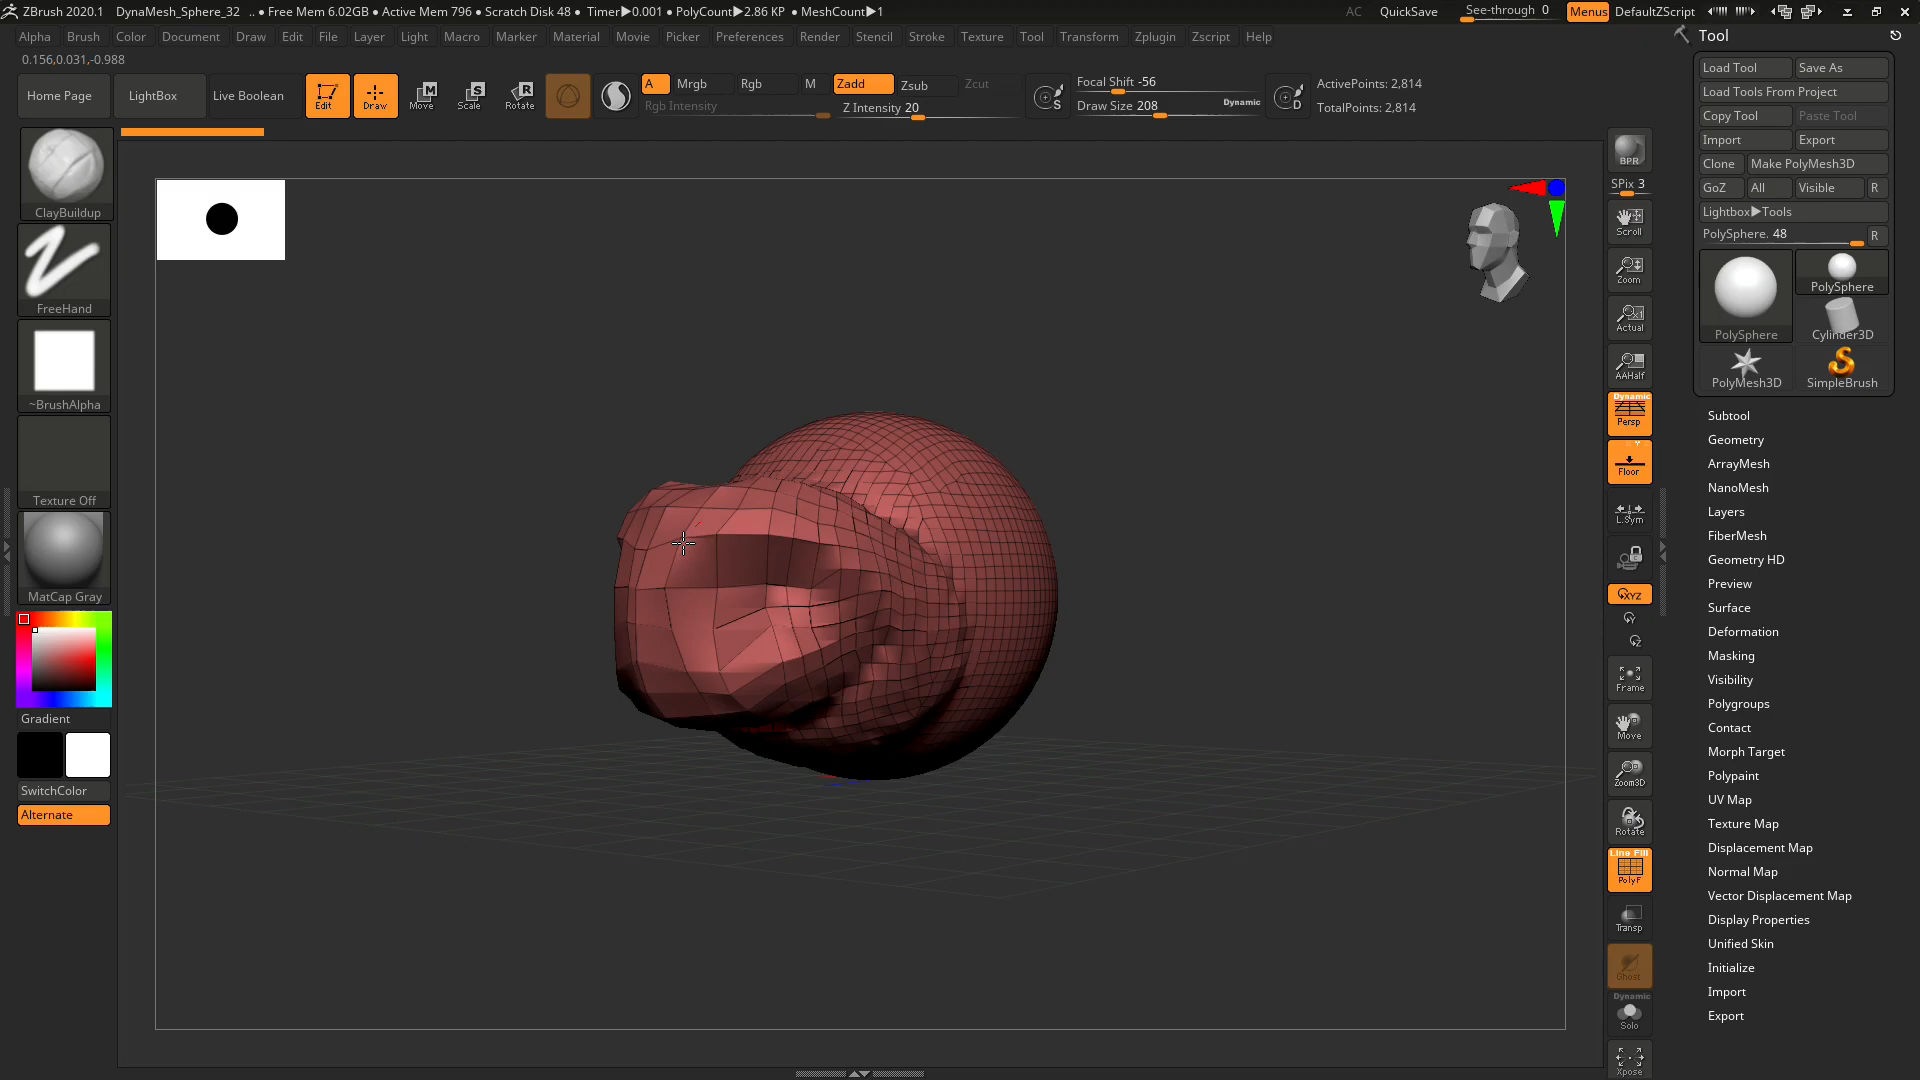 ZBrush 2020.1 DynaMesh_Sphere_32 .. • Free Mem 6.02GB • Active Mem 796 • Scratch Disk 48 • Timer▶0.001 • PolyCount▶2.86 KP • MeshCount▶1 AC QuickSave See-through 0 Menus DefaultZScript
Alpha Brush Color Document Draw Edit File Layer Light Macro Marker Material Movie Picker Preferences Render Stencil Stroke Texture Tool Transform Zplugin Zscript Help
0.156,0.031,-0.988
Home Page LightBox Live Boolean Edit Draw Move Scale Rotate
A Mrgb Rgb M Zadd Zsub Zcut
Rgb Intensity Z Intensity 20
S
Focal Shift -56
Draw Size 208 Dynamic
D
ActivePoints: 2,814
TotalPoints: 2,814
ClayBuildup
FreeHand
~BrushAlpha
Texture Off
MatCap Gray
Gradient
SwitchColor
Alternate
BPR
SPix 3
Scroll
Zoom
Actual
AAHalf
Dynamic
Persp
Floor
L.Sym
XYZ
Y
Z
Frame
Move
Zoom3D
Rotate
Line Fill
PolyF
Transp
Ghost
Dynamic
Solo
Xpose
Tool
Load Tool Save As
Load Tools From Project
Copy Tool Paste Tool
Import Export
Clone Make PolyMesh3D
GoZ All Visible R
Lightbox▶Tools
PolySphere. 48 R
PolySphere
PolySphere
Cylinder3D
PolyMesh3D
SimpleBrush
Subtool
Geometry
ArrayMesh
NanoMesh
Layers
FiberMesh
Geometry HD
Preview
Surface
Deformation
Masking
Visibility
Polygroups
Contact
Morph Target
Polypaint
UV Map
Texture Map
Displacement Map
Normal Map
Vector Displacement Map
Display Properties
Unified Skin
Initialize
Import
Export